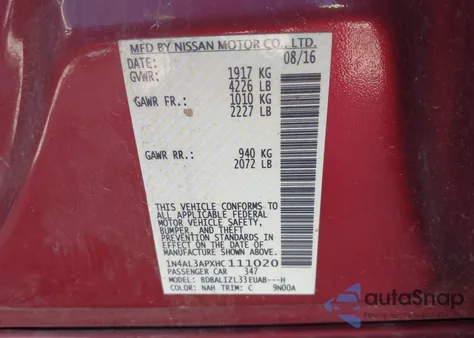 MFD BY NISSAN MOTOR CO., LTD.
DATE: 08/16
GVWR: 1917 KG
4226 LB
GAWR FR.: 1010 KG
2227 LB
GAWR RR.: 940 KG
2072 LB
THIS VEHICLE CONFORMS TO ALL
APPLICABLE FEDERAL MOTOR
VEHICLE SAFETY,
BUMPER, AND THEFT
PREVENTION STANDARDS IN
EFFECT ON THE DATE OF
MANUFACTURE SHOWN ABOVE.
1N4AL3APXHC111020
PASSENGER CAR 347
MODEL: BDBALIZL33EUAB---H
COLOR: NAH TRIM: C 9N00A
autoSnap